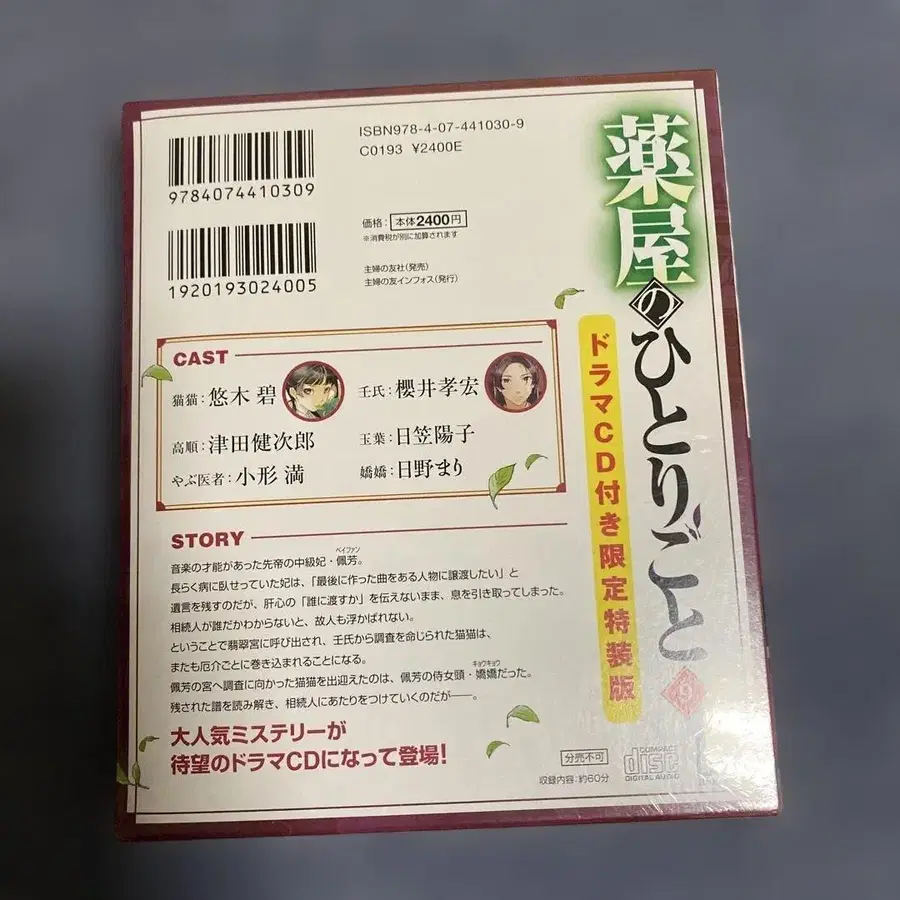 ISBN978-4-07-441030-9
C0193 ¥2400E
9784074410309
1920193024005
価格:本体2400円
※消費税が別に加算されます
主婦の友社(発売)
主婦の友インフォス(発行)
薬屋のひとりごと 9
ドラマCD付き限定特装版
CAST
猫猫:悠木 碧
壬氏:櫻井孝宏
高順:津田健次郎
玉葉:日笠陽子
やぶ医者:小形 満
嬌嬌:日野まり
STORY
ペイファン
音楽の才能があった先帝の中級妃・佩芳。
長らく病に臥せっていた妃は、「最後に作った曲をある人物に譲渡したい」と
遺言を残すのだが、肝心の「誰に渡すか」を伝えないまま、息を引き取ってしまった。
相続人が誰だかわからないと、故人も浮かばれない。
ということで翡翠宮に呼び出され、壬氏から調査を命じられた猫猫は、
またも厄介ごとに巻き込まれることになる。
キョウキョウ
佩芳の宮へ調査に向かった猫猫を出迎えたのは、佩芳の侍女頭・嬌嬌だった。
残された譜を読み解き、相続人にあたりをつけていくのだが――。
大人気ミステリーが
待望のドラマCDになって登場!
分売不可
収録内容:約60分
COMPACT
disc
DIGITAL AUDIO